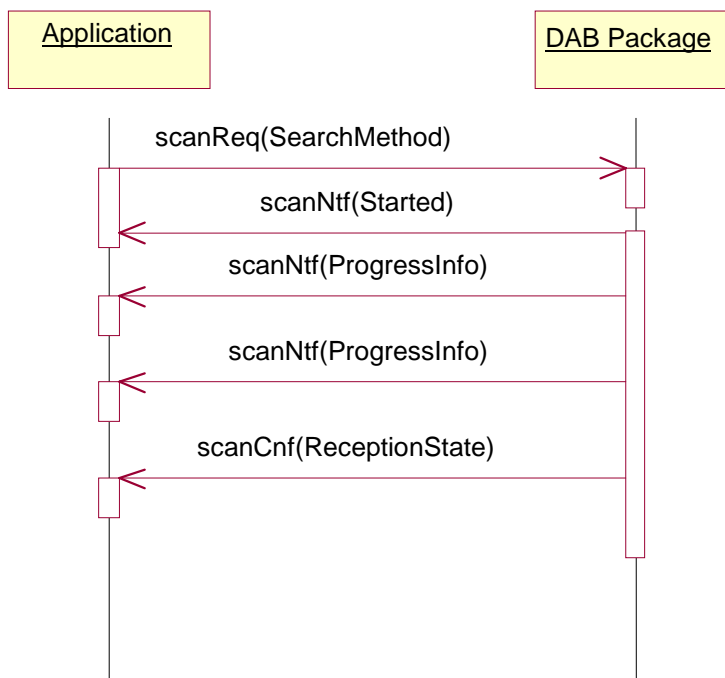 Application
DAB Package
scanReq(SearchMethod)
scanNtf(Started)
scanNtf(ProgressInfo)
scanNtf(ProgressInfo)
scanCnf(ReceptionState)